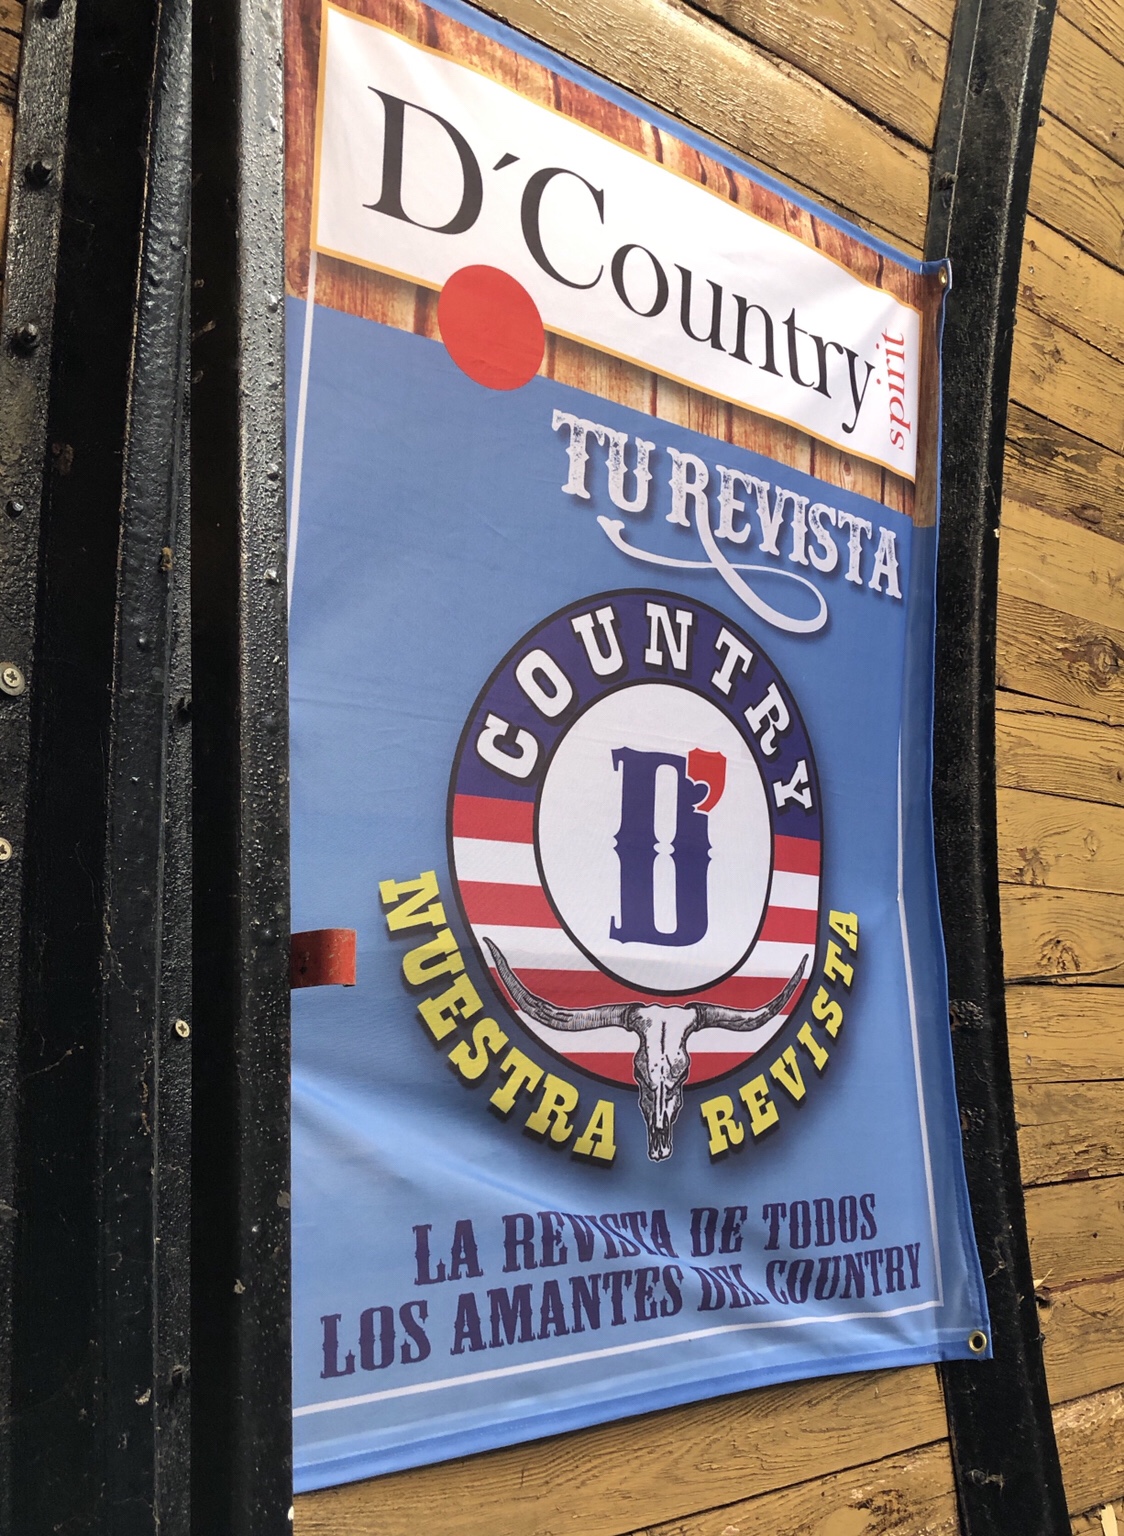 D'Country
spirit
TU REVISTA
COUNTRY
D'
NUESTRA REVISTA
LA REVISTA DE TODOS
LOS AMANTES DEL COUNTRY